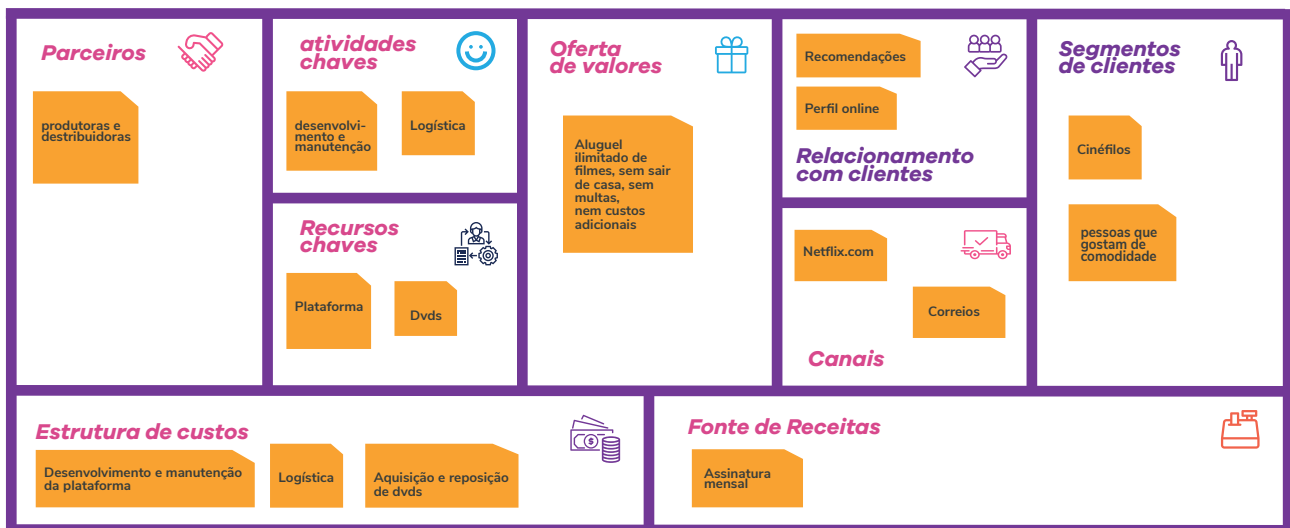 Parceiros
produtoras e
destribuidoras
atividades
chaves
desenvolvi-
mento e
manutenção
Logística
Recursos
chaves
Plataforma
Dvds
Oferta
de valores
Aluguel
ilimitado de
filmes, sem sair
de casa, sem
multas,
nem custos
adicionais
Recomendações
Perfil online
Relacionamento
com clientes
Netflix.com
Correios
Canais
Segmentos
de clientes
Cinéfilos
pessoas que
gostam de
comodidade
Estrutura de custos
Desenvolvimento e manutenção
da plataforma
Logística
Aquisição e reposição
de dvds
Fonte de Receitas
Assinatura
mensal